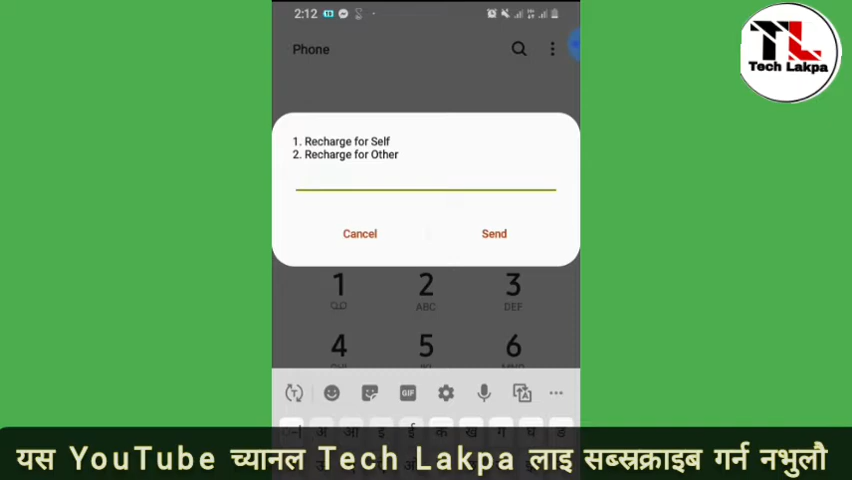 2:12
Phone
TL
Tech Lakpa
1. Recharge for Self
2. Recharge for Other
Cancel
Send
1 2 3
ABC DEF
4 5 6
GIF
अ आ इ ई क ख ग घ ङ
यस YouTube च्यानल Tech Lakpa लाइ सब्स्क्राइब गर्न नभुलौ